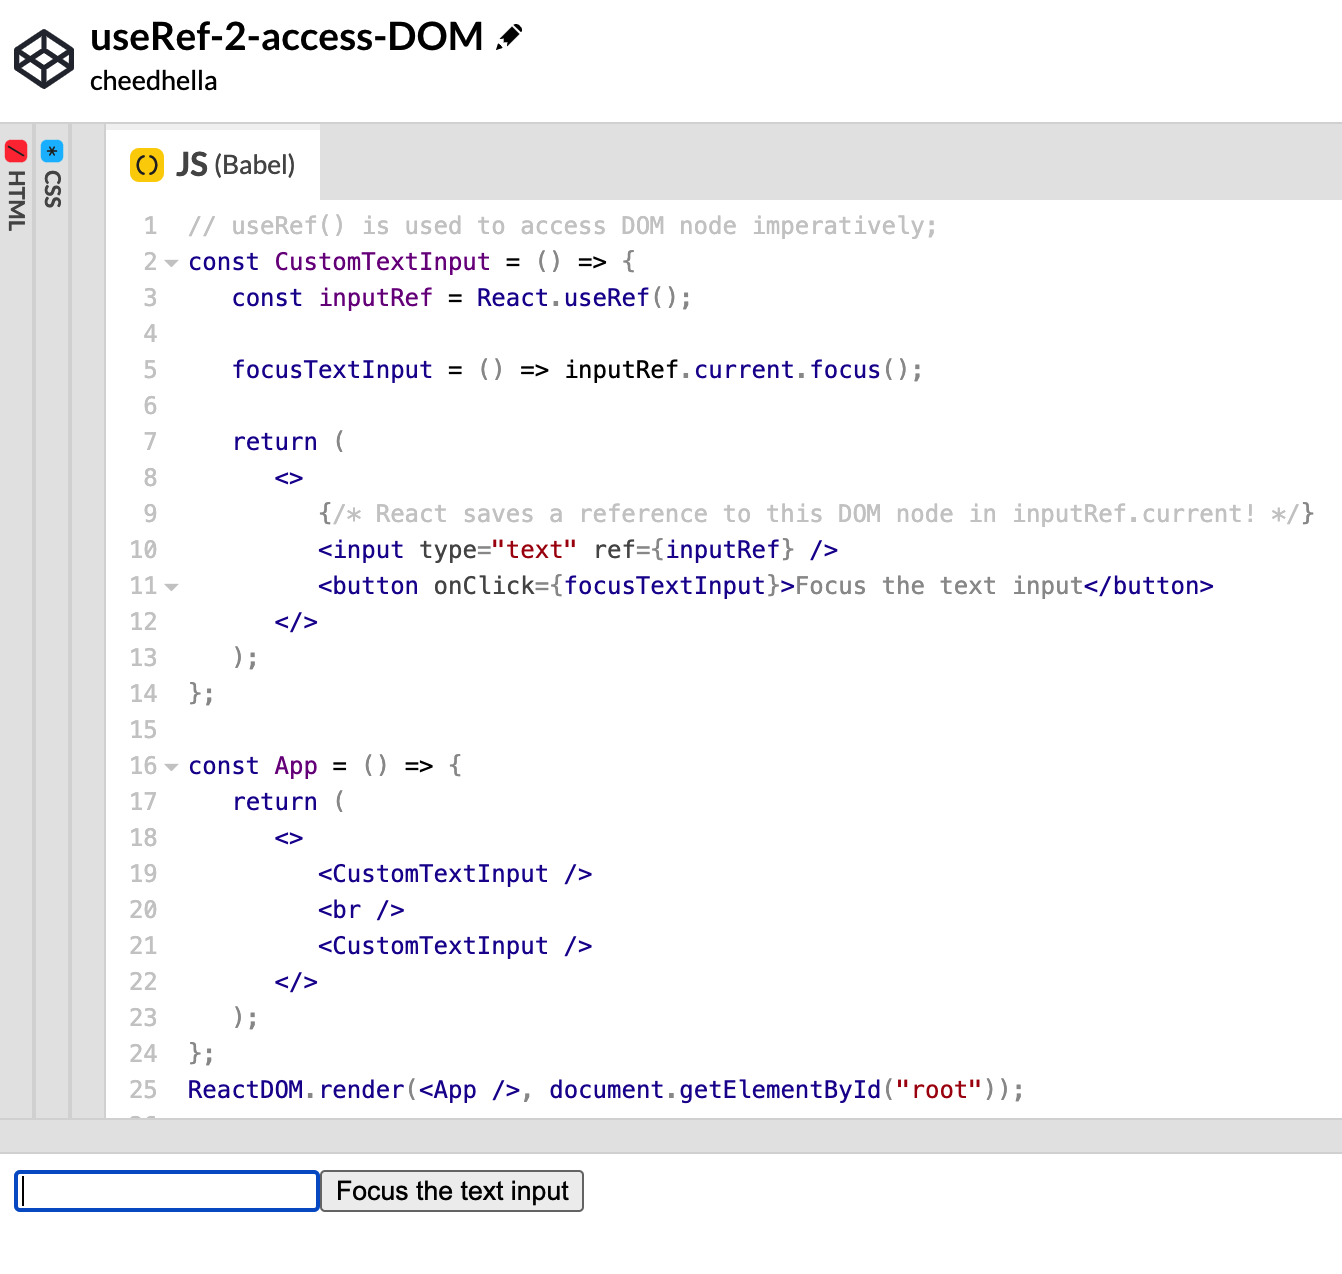 useRef-2-access-DOM
cheedhella
HTML
* CSS
() JS (Babel)
1 // useRef() is used to access DOM node imperatively;
2 const CustomTextInput = () => {
3 const inputRef = React.useRef();
4
5 focusTextInput = () => inputRef.current.focus();
6
7 return (
8 <>
9 {/* React saves a reference to this DOM node in inputRef.current! */}
10 <input type="text" ref={inputRef} />
11 <button onClick={focusTextInput}>Focus the text input</button>
12 </>
13 );
14 };
15
16 const App = () => {
17 return (
18 <>
19 <CustomTextInput />
20 <br />
21 <CustomTextInput />
22 </>
23 );
24 };
25 ReactDOM.render(<App />, document.getElementById("root"));
Focus the text input